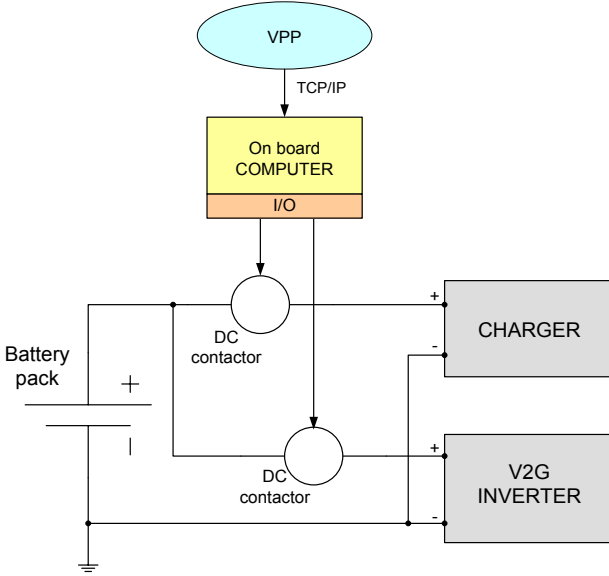 VPP
TCP/IP
On board
COMPUTER
I/O
+
CHARGER
-
DC
contactor
Battery
pack
+
-
+
V2G
INVERTER
-
DC
contactor